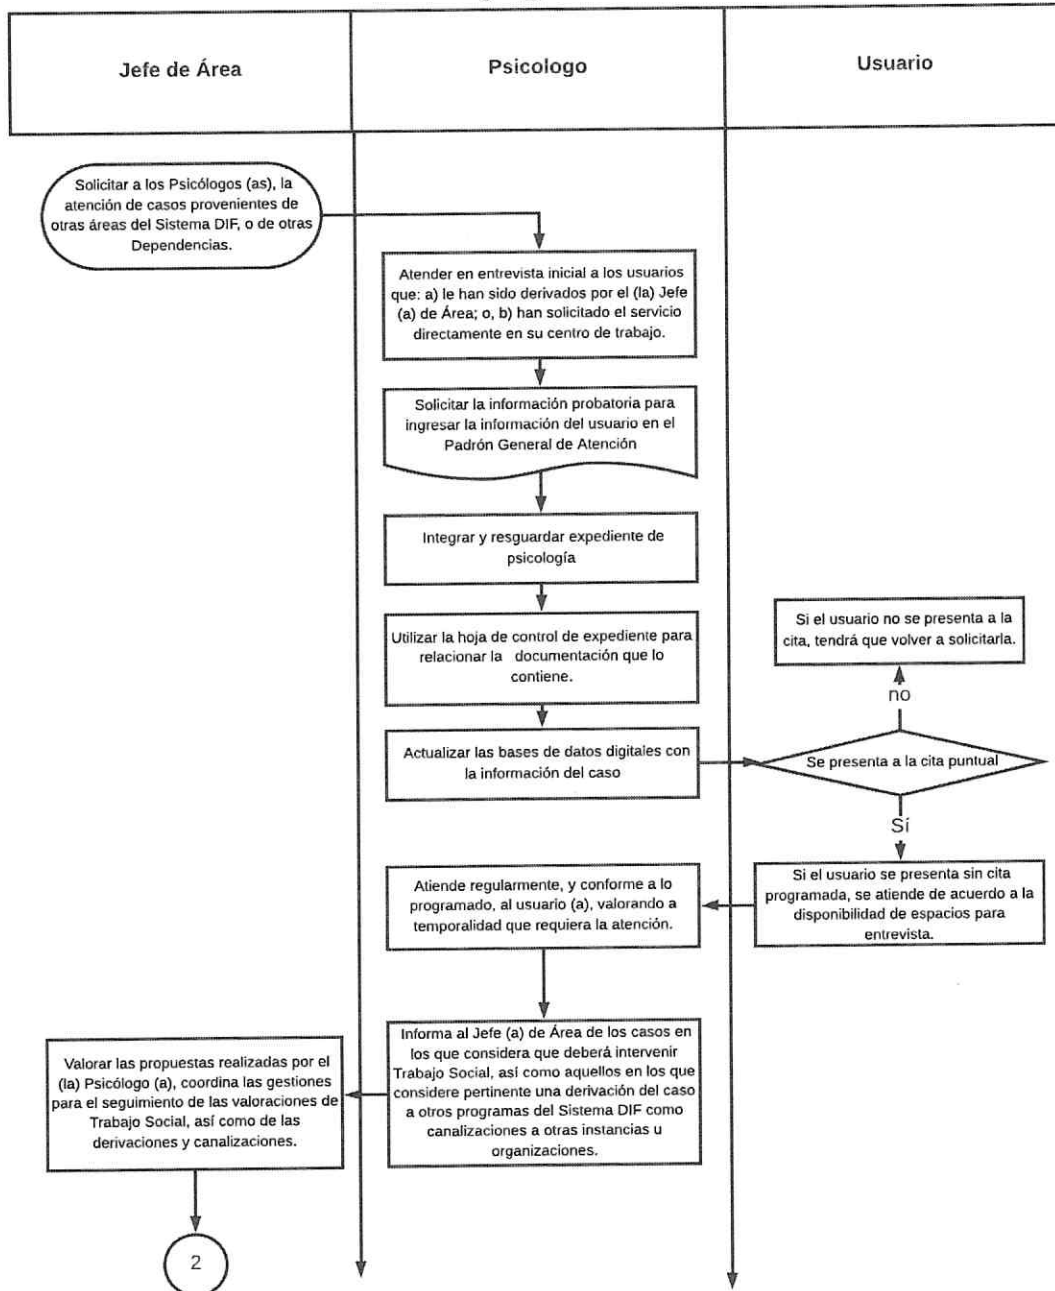 Jefe de Área
Psicologo
Usuario
Solicitar a los Psicólogos (as), la
atención de casos provenientes de
otras áreas del Sistema DIF, o de otras
Dependencias.
Atender en entrevista inicial a los usuarios
que: a) le han sido derivados por el (la) Jefe
(a) de Área; o, b) han solicitado el servicio
directamente en su centro de trabajo.
Solicitar la información probatoria para
ingresar la información del usuario en el
Padrón General de Atención
Integrar y resguardar expediente de
psicología
Utilizar la hoja de control de expediente para
relacionar la documentación que lo
contiene.
Actualizar las bases de datos digitales con
la información del caso
Si el usuario no se presenta a la
cita, tendrá que volver a solicitarla.
no
Se presenta a la cita puntual
Sí
Si el usuario se presenta sin cita
programada, se atiende de acuerdo a la
disponibilidad de espacios para
entrevista.
Atiende regularmente, y conforme a lo
programado, al usuario (a), valorando a
temporalidad que requiera la atención.
Informa al Jefe (a) de Área de los casos en
los que considera que deberá intervenir
Trabajo Social, así como aquellos en los que
considere pertinente una derivación del caso
a otros programas del Sistema DIF como
canalizaciones a otras instancias u
organizaciones.
Valorar las propuestas realizadas por el
(la) Psicólogo (a), coordina las gestiones
para el seguimiento de las valoraciones de
Trabajo Social, así como de las
derivaciones y canalizaciones.
2